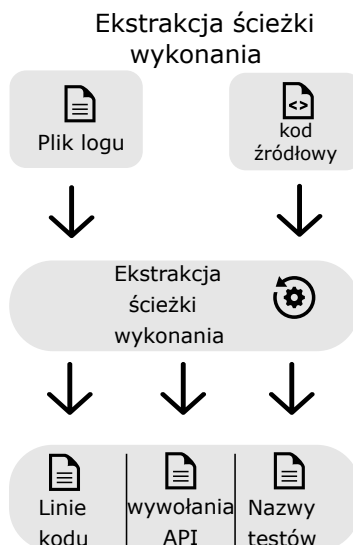 Ekstrakcja ścieżki
wykonania
Plik logu
<>
kod
źródłowy
Ekstrakcja
ścieżki
wykonania
Linie
kodu
wywołania
API
Nazwy
testów